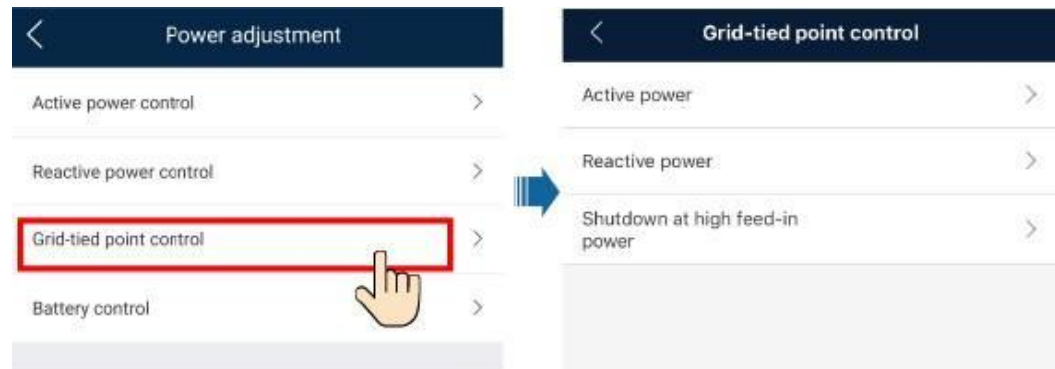 Power adjustment
Active power control
Reactive power control
Grid-tied point control
Battery control
Grid-tied point control
Active power
Reactive power
Shutdown at high feed-in
power